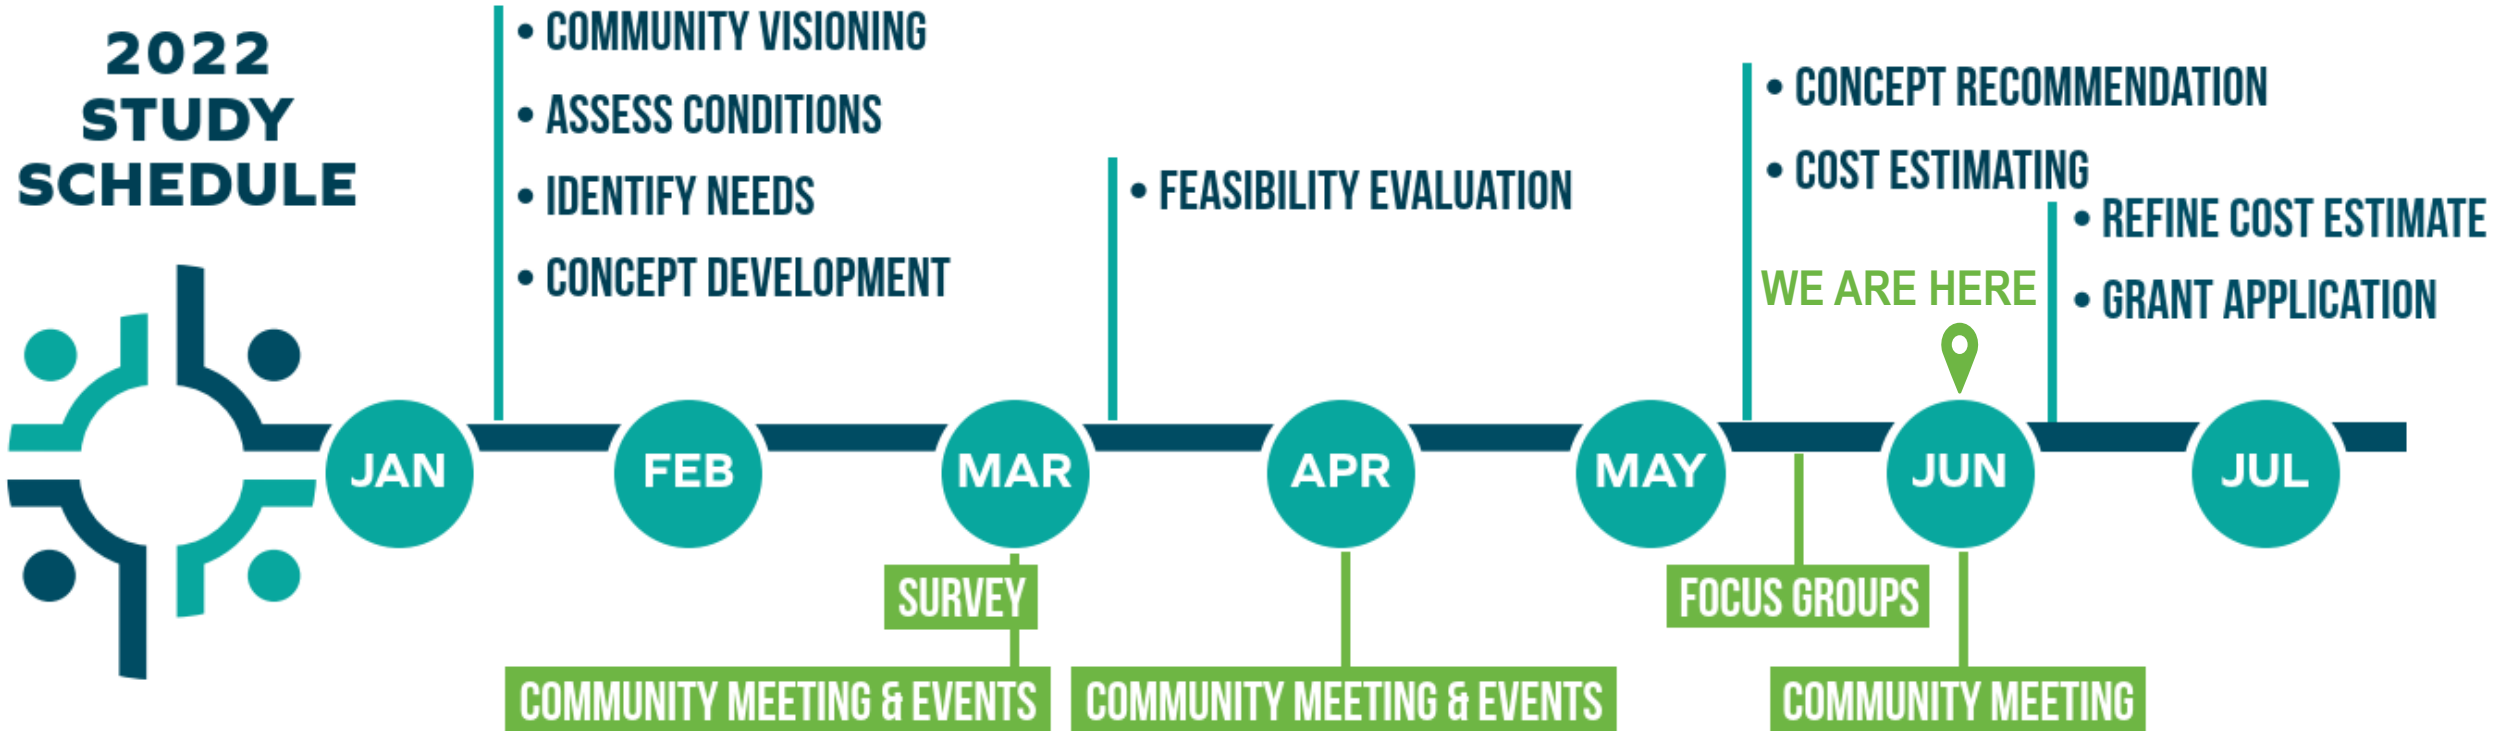 2022
STUDY
SCHEDULE
• COMMUNITY VISIONING
• ASSESS CONDITIONS
• IDENTIFY NEEDS
• CONCEPT DEVELOPMENT
• FEASIBILITY EVALUATION
• CONCEPT RECOMMENDATION
• COST ESTIMATING
• REFINE COST ESTIMATE
• GRANT APPLICATION
WE ARE HERE
JAN
FEB
MAR
APR
MAY
JUN
JUL
SURVEY
FOCUS GROUPS
COMMUNITY MEETING & EVENTS
COMMUNITY MEETING & EVENTS
COMMUNITY MEETING